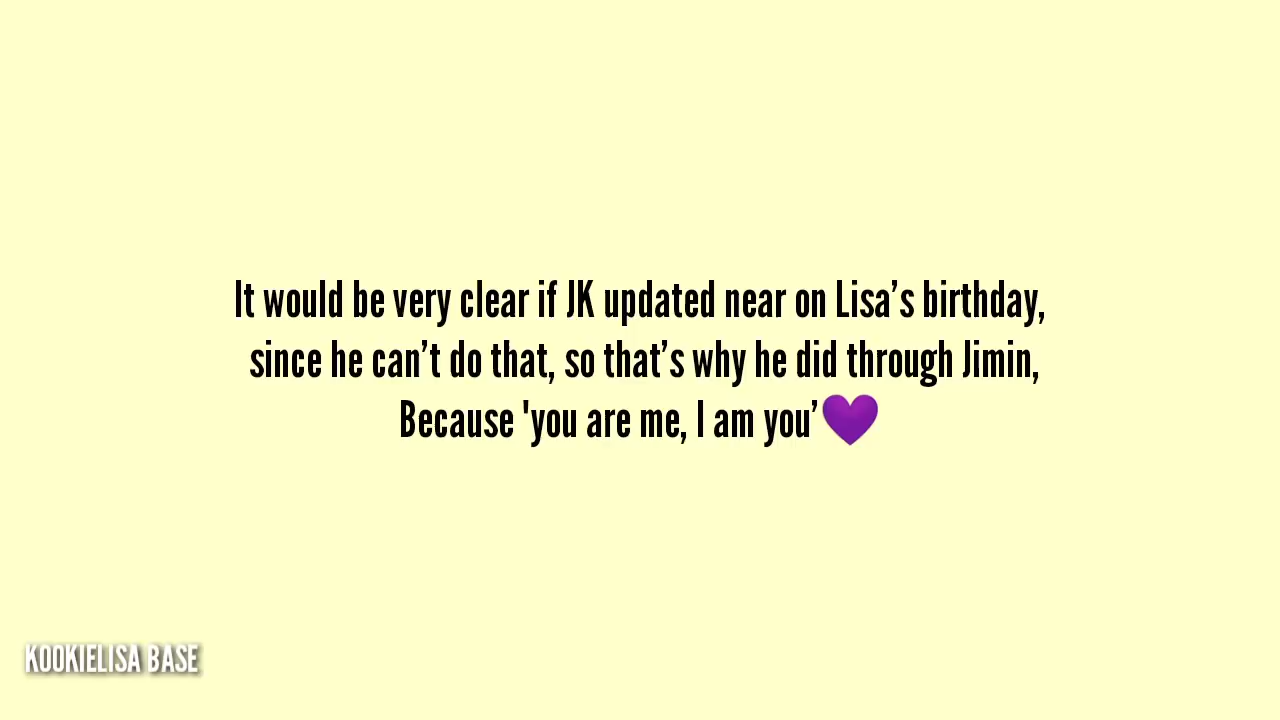 It would be very clear if JK updated near on Lisa’s birthday,
since he can’t do that, so that’s why he did through Jimin,
Because 'you are me, I am you’💜
KOOKIELISA BASE